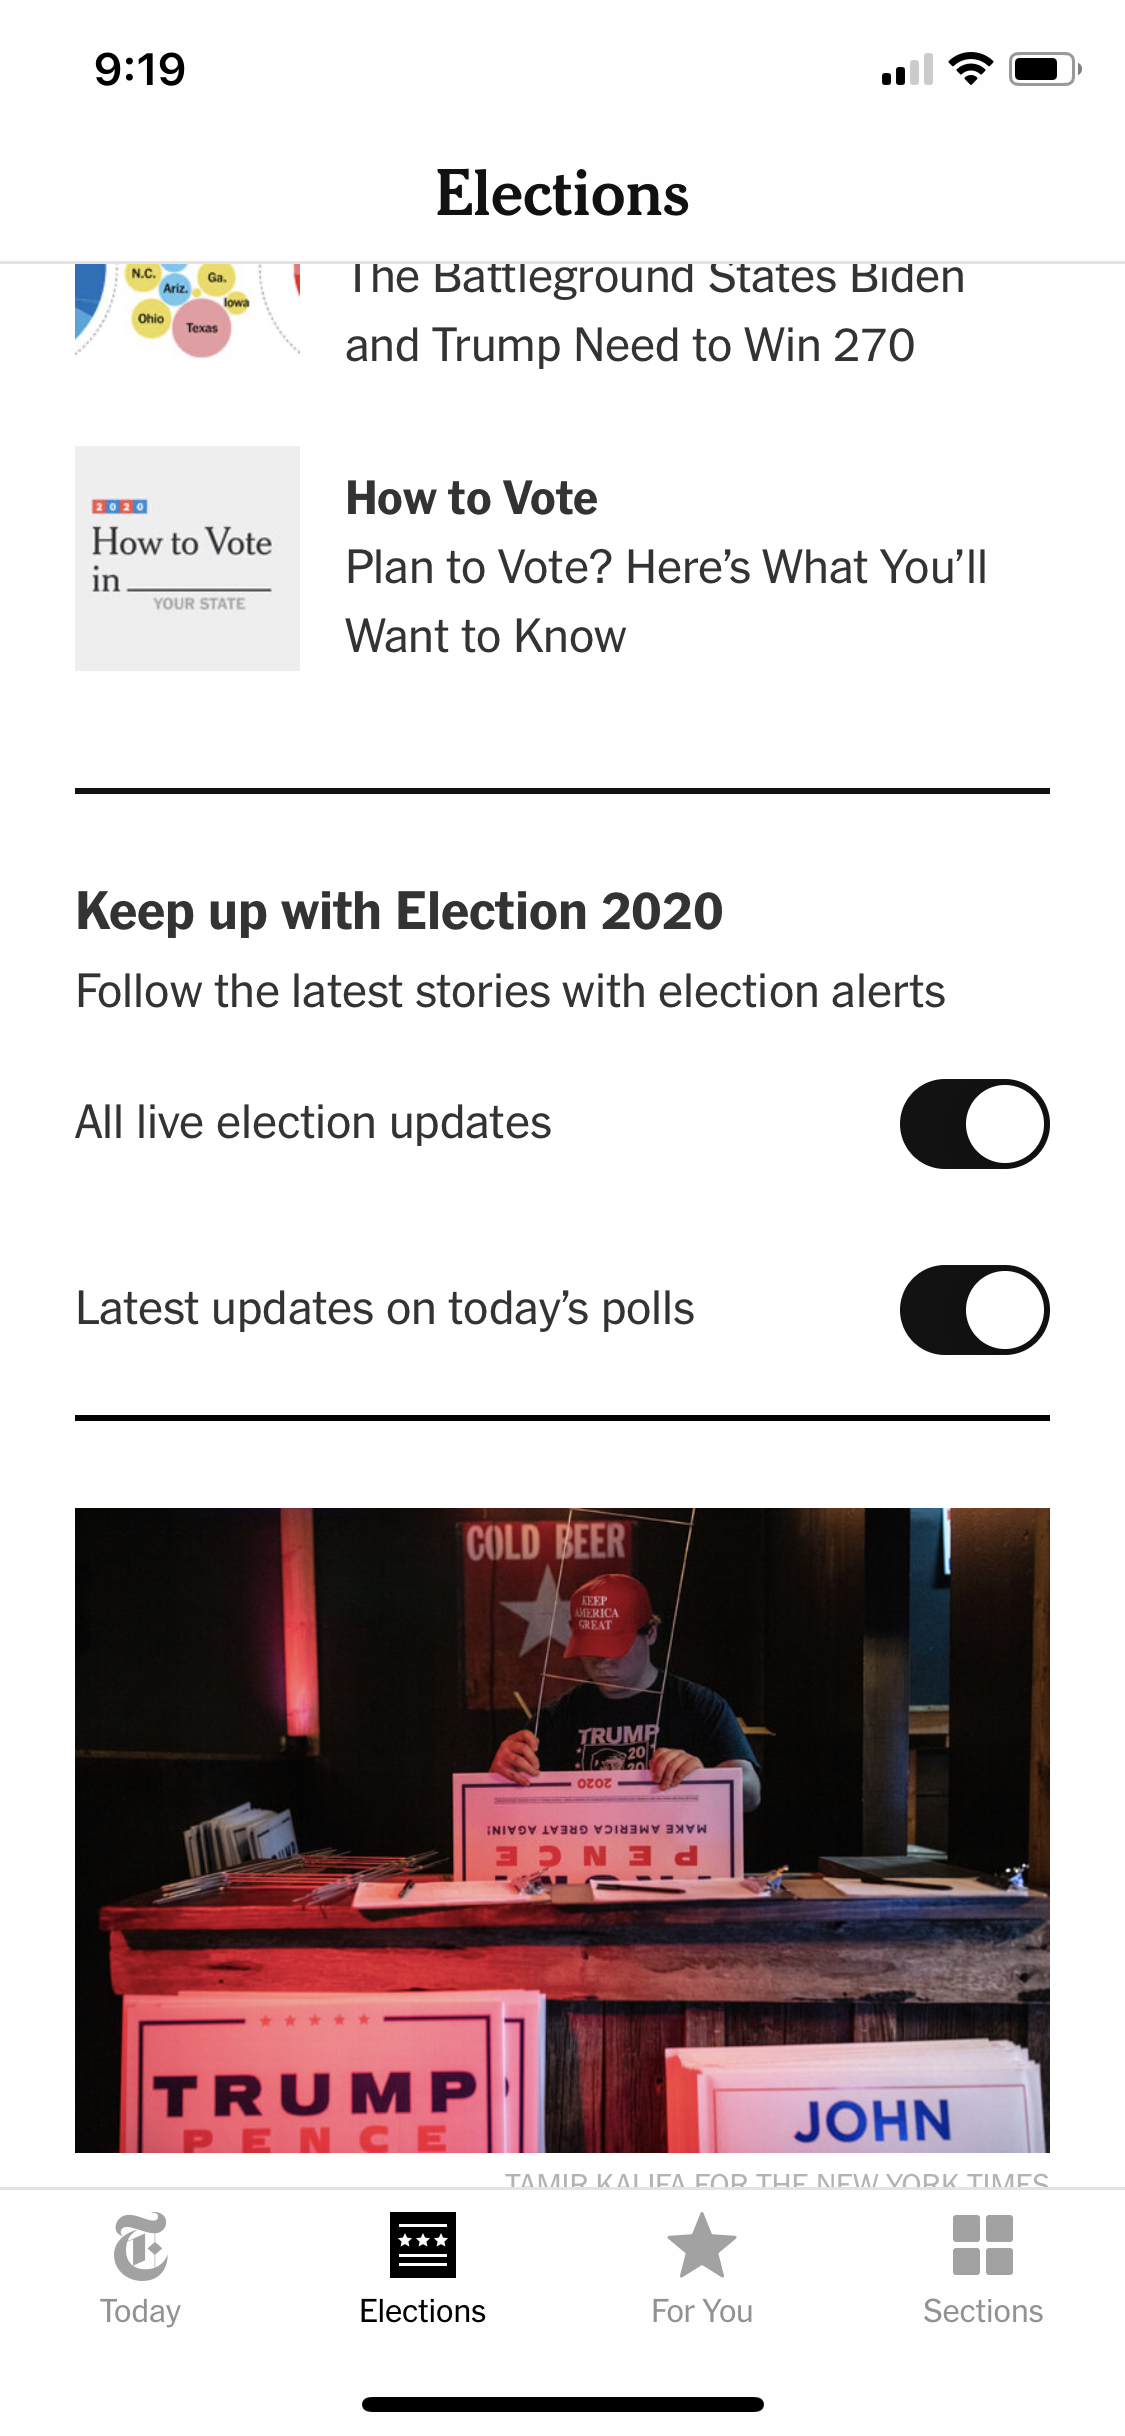 9:19
Elections
N.C.
Ga.
Ariz.
Iowa
Ohio
Texas
The Battleground States Biden
and Trump Need to Win 270
2020
How to Vote
in
YOUR STATE
How to Vote
Plan to Vote? Here’s What You’ll
Want to Know
Keep up with Election 2020
Follow the latest stories with election alerts
All live election updates
Latest updates on today’s polls
COLD BEER
KEEP
AMERICA
GREAT
TRUMP
20
20
2020
MAKE AMERICA GREAT AGAIN!
PENCE
TRUMP
PENCE
JOHN
TAMIR KALIFA FOR THE NEW YORK TIMES
Today
Elections
For You
Sections